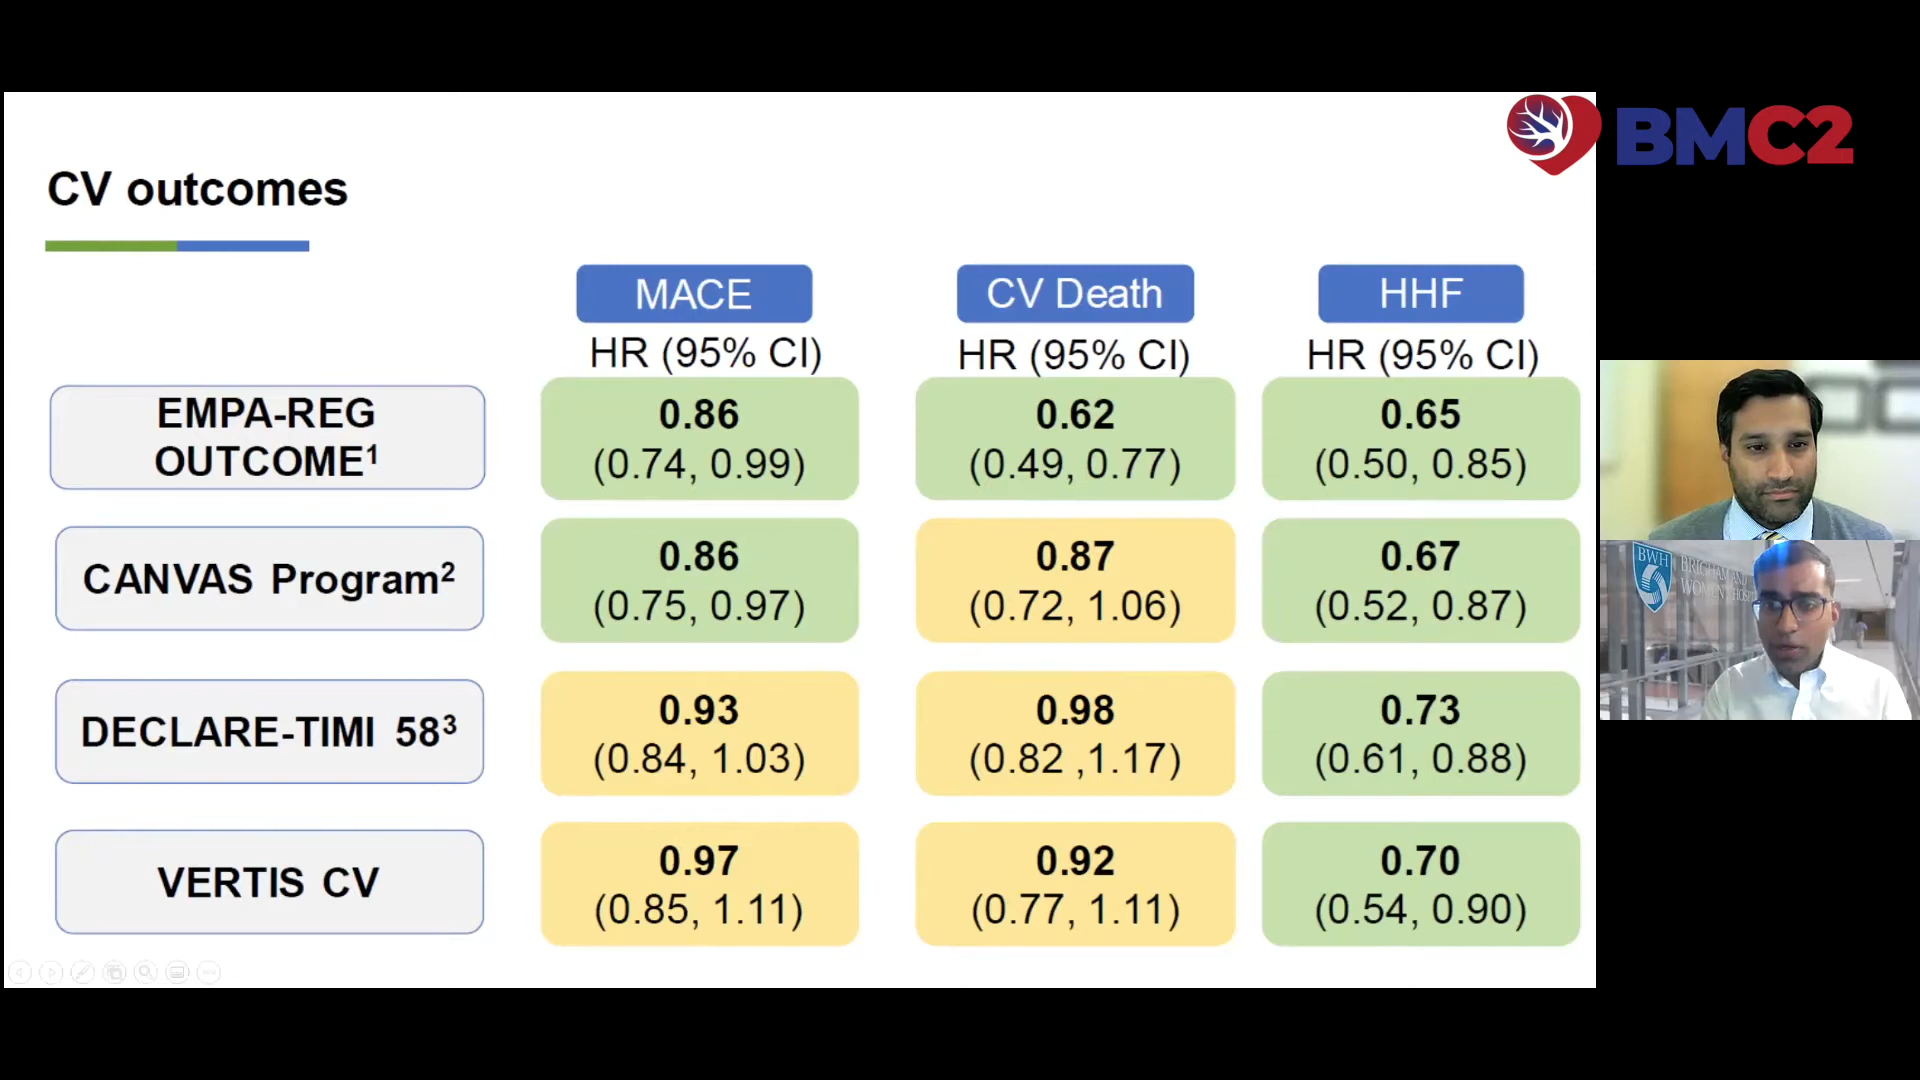 BMC2
CV outcomes
MACE
CV Death
HHF
HR (95% CI)
HR (95% CI)
HR (95% CI)
EMPA-REG
OUTCOME¹
0.86
(0.74, 0.99)
0.62
(0.49, 0.77)
0.65
(0.50, 0.85)
CANVAS Program²
0.86
(0.75, 0.97)
0.87
(0.72, 1.06)
0.67
(0.52, 0.87)
DECLARE-TIMI 58³
0.93
(0.84, 1.03)
0.98
(0.82 ,1.17)
0.73
(0.61, 0.88)
VERTIS CV
0.97
(0.85, 1.11)
0.92
(0.77, 1.11)
0.70
(0.54, 0.90)
BWH